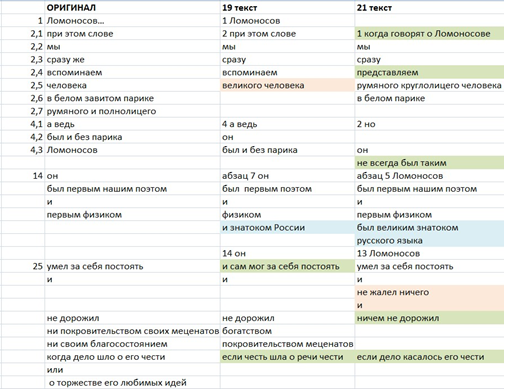 ОРИГИНАЛ 19 текст 21 текст
1 Ломоносов… 1 Ломоносов
2,1 при этом слове 2 при этом слове 1 когда говорят о Ломоносове
2,2 мы мы мы
2,3 сразу же сразу сразу
2,4 вспоминаем вспоминаем представляем
2,5 человека великого человека румяного круглолицего человека
2,6 в белом завитом парике в белом парике
2,7 румяного и полнолицего
4,1 а ведь 4 а ведь 2 но
4,2 был и без парика он
4,3 Ломоносов был и без парика он
не всегда был таким
14 он абзац 7 он абзац 5 Ломоносов
был первым нашим поэтом был первым поэтом был первым нашим поэтом
и и и
первым физиком физиком первым физиком
и знатоком России был великим знатоком
русского языка
14 он 13 Ломоносов
25 умел за себя постоять и сам мог за себя постоять умел за себя постоять
и и и
не жалел ничего
и
не дорожил не дорожил ничем не дорожил
ни покровительством своих меценатов богатством
ни своим благосостоянием покровительством меценатов
когда дело шло о его чести если честь шла о речи чести если дело касалось его чести
или
о торжестве его любимых идей